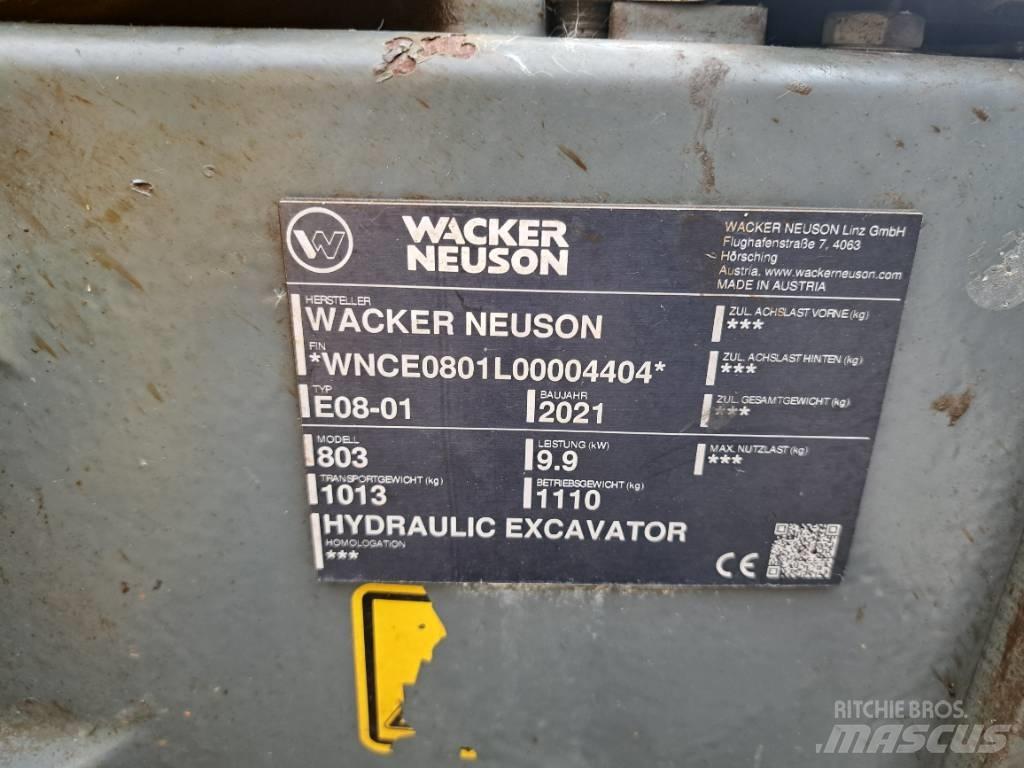 W
WACKER
NEUSON
WACKER NEUSON Linz GmbH
Flughafenstraße 7, 4063
Hörsching
Austria, www.wackerneuson.com
MADE IN AUSTRIA
HERSTELLER
WACKER NEUSON
FIN
*WNCE0801L00004404*
TYP
E08-01
BAUJAHR
2021
MODELL
803
LEISTUNG (kW)
9.9
TRANSPORTGEWICHT (kg)
1013
BETRIEBSGEWICHT (kg)
1110
HYDRAULIC EXCAVATOR
HOMOLOGATION
***
ZUL. ACHSLAST VORNE (kg)
***
ZUL. ACHSLAST HINTEN (kg)
***
ZUL. GESAMTGEWICHT (kg)
***
MAX. NUTZLAST (kg)
***
CE
RITCHIE BROS.
MASCUS